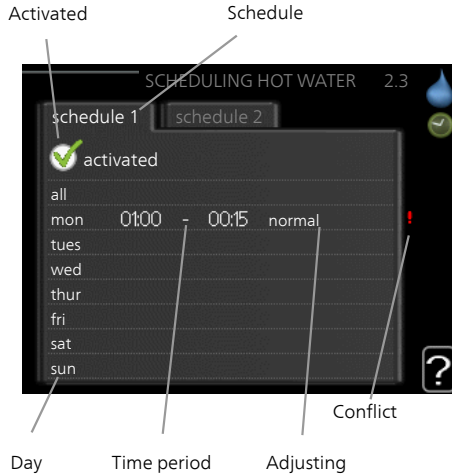 Activated Schedule
SCHEDULING HOT WATER 2.3
schedule 1 schedule 2
activated
all
mon 01:00 - 00:15 normal !
tues
wed
thur
fri
sat
sun
?
Conflict
Day Time period Adjusting